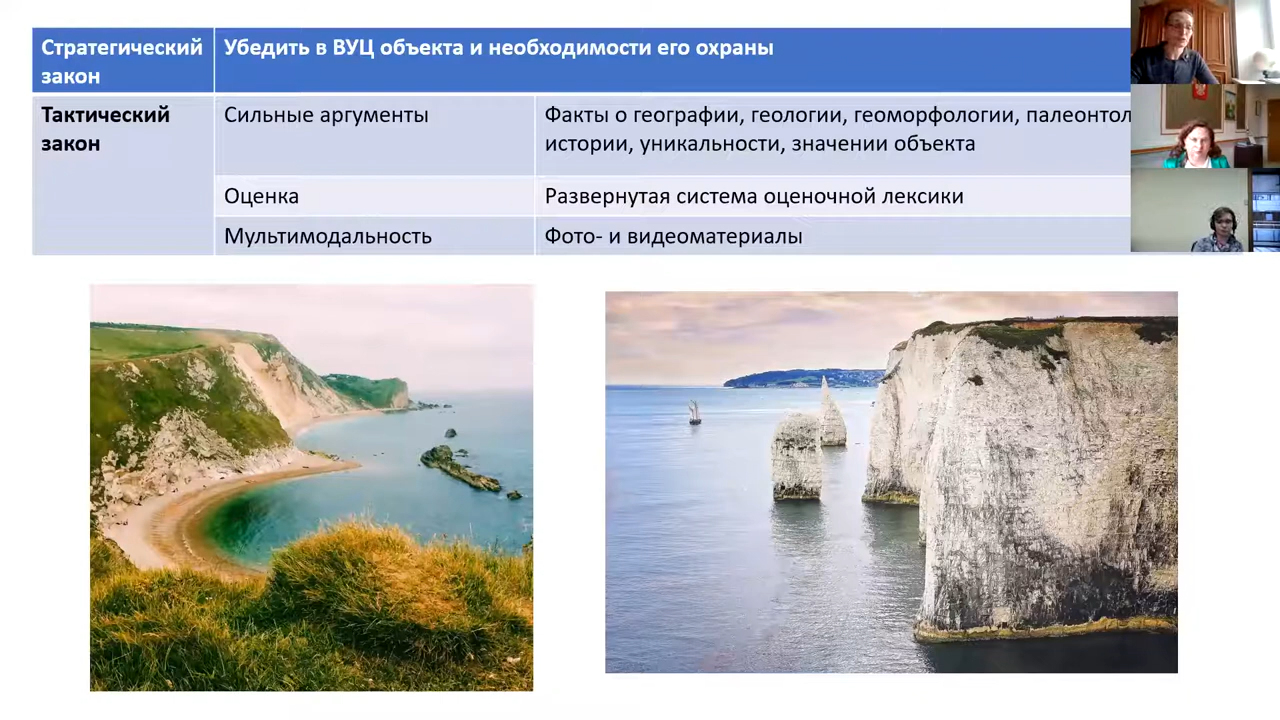 Стратегический
закон
Убедить в ВУЦ объекта и необходимости его охраны
Тактический
закон
Сильные аргументы
Факты о географии, геологии, геоморфологии,
истории, уникальности, значении объекта
Оценка
Развернутая система оценочной лексики
Мультимодальность
Фото- и видеоматериалы